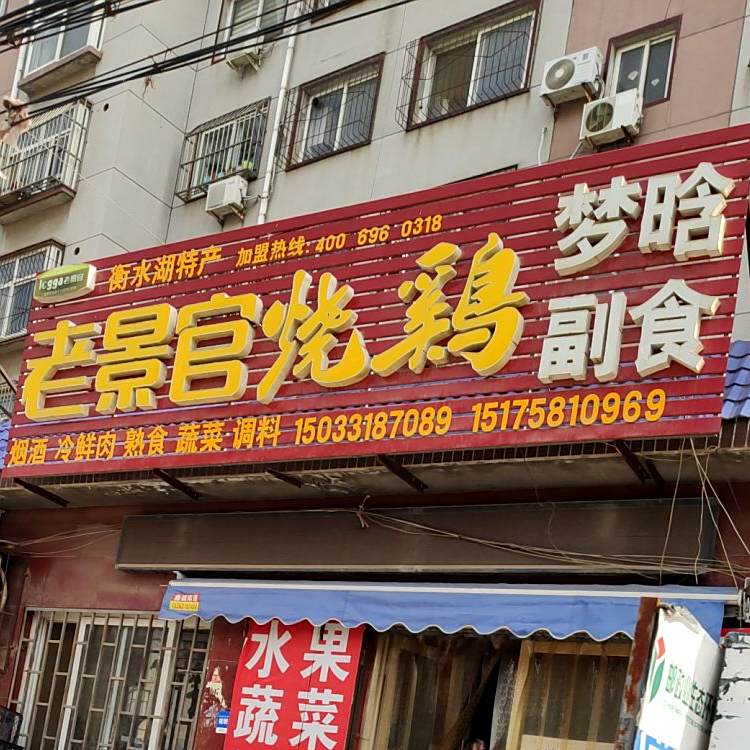 衡水湖特产 加盟热线:400 696 0318
老景官烧鸡
梦晗
副食
烟酒 冷鲜肉 熟食 蔬菜 调料 15033187089 15175810969
水果
蔬菜